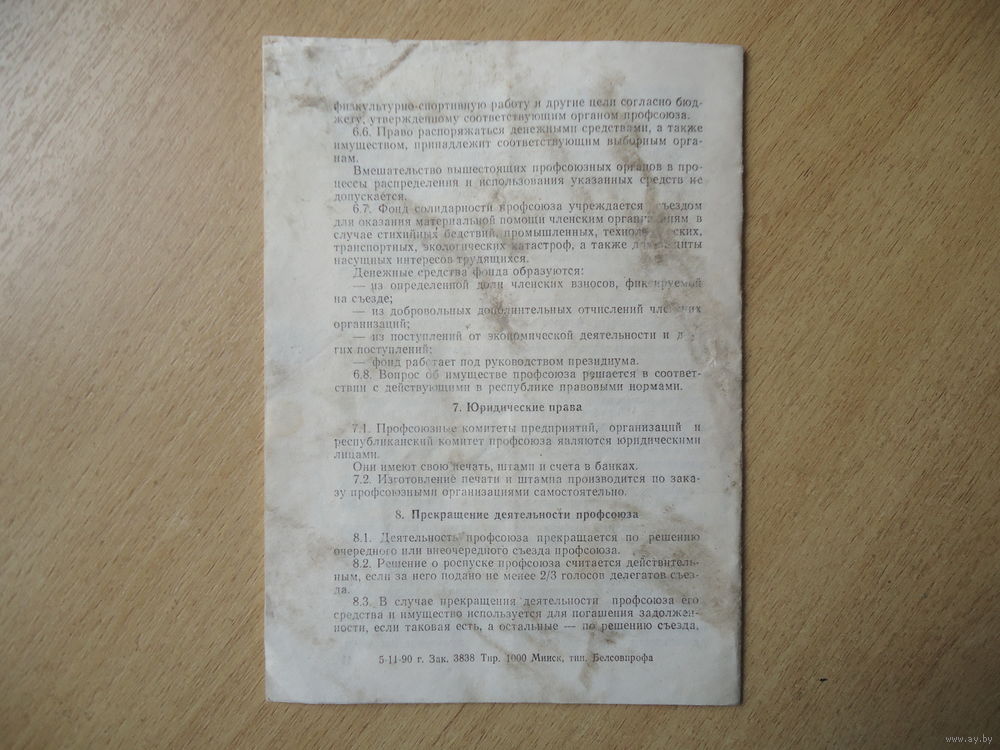 физкультурно-спортивную работу и другие цели согласно бюд-
жету, утвержденному соответствующим органом профсоюза.
6.6. Право распоряжаться денежными средствами, а также
имуществом, принадлежит соответствующим выборным орга-
нам.
Вмешательство вышестоящих профсоюзных органов в про-
цессы распределения и использования указанных средств не
допускается.
6.7. Фонд солидарности профсоюза учреждается съездом
для оказания материальной помощи членским организациям в
случае стихийных бедствий, промышленных,
транспортных, экологических катастроф, а также для защиты
насущных интересов трудящихся.
Денежные средства фонда образуются:
— из определенной доли членских взносов, фиксируемой
на съезде;
— из добровольных дополнительных отчислений членских
организаций;
— из поступлений от экономической деятельности и дру-
гих поступлений;
— фонд работает под руководством президиума.
6.8. Вопрос об имуществе профсоюза решается в соответ-
ствии с действующими в республике правовыми нормами.
7. Юридические права
7.1. Профсоюзные комитеты предприятий, организаций и
республиканский комитет профсоюза являются юридическими
лицами.
Они имеют свою печать, штамп и счета в банках.
7.2. Изготовление печати и штампа производится по зака-
зу профсоюзными организациями самостоятельно.
8. Прекращение деятельности профсоюза
8.1. Деятельность профсоюза прекращается по решению
очередного или внеочередного съезда профсоюза.
8.2. Решение о роспуске профсоюза считается действитель-
ным, если за него подано не менее 2/3 голосов делегатов съез-
да.
8.3. В случае прекращения деятельности профсоюза его
средства и имущество используется для погашения задолжен-
ности, если таковая есть, а остальные — по решению съезда.
5-11-90 г. Зак. 3838 Тир. 1000 Минск, тип. Белсовпрофа
www.ay.by